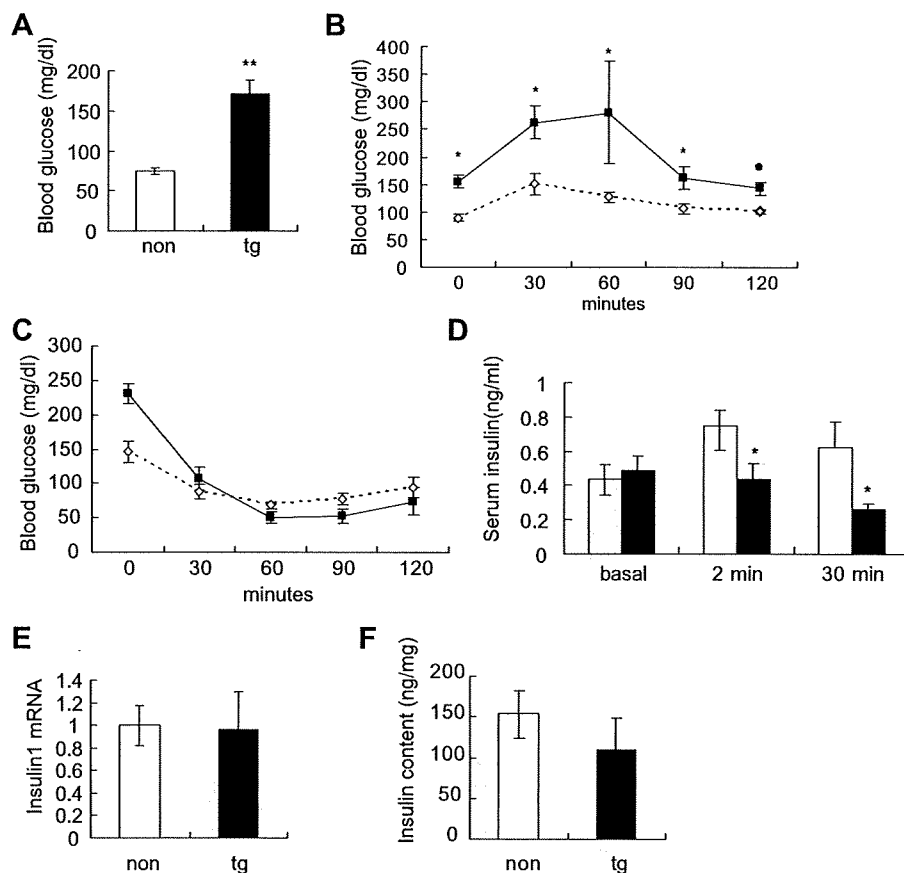 A
Blood glucose (mg/dl)
200
150
100
50
0
**
non
tg
B
Blood glucose (mg/dl)
400
350
300
250
200
150
100
50
0
*
*
*
*
0
30
60
90
120
minutes
C
Blood glucose (mg/dl)
300
250
200
150
100
50
0
0
30
60
90
120
minutes
D
Serum insulin(ng/ml)
1
0.8
0.6
0.4
0.2
0
*
*
basal
2 min
30 min
E
Insulin1 mRNA
1.4
1.2
1
0.8
0.6
0.4
0.2
0
non
tg
F
Insulin content (ng/mg)
200
150
100
50
0
non
tg